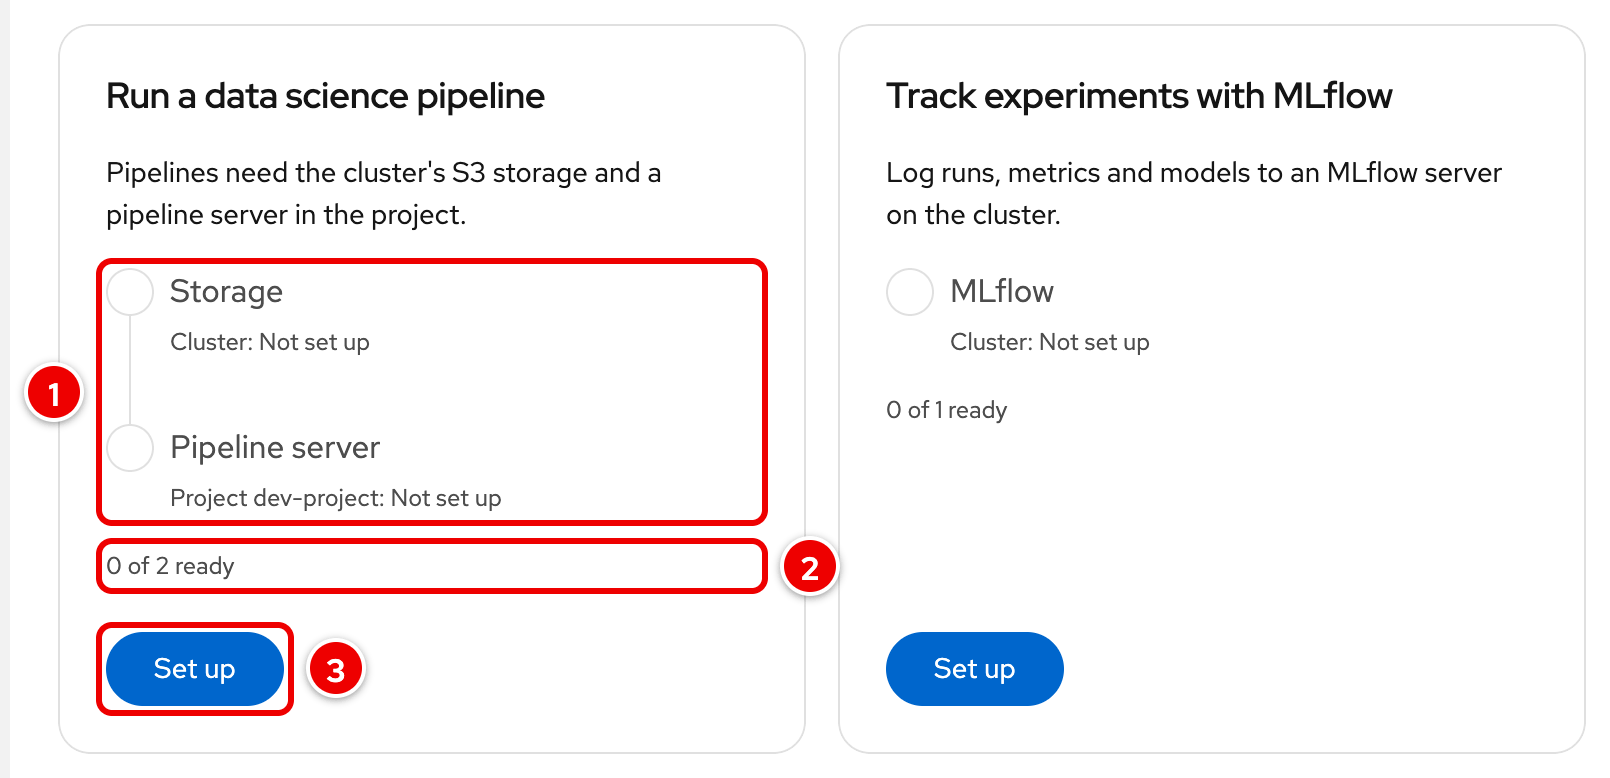 Run a data science pipeline
Pipelines need the cluster's S3 storage and a
pipeline server in the project.
Storage
Cluster: Not set up
1
Pipeline server
Project dev-project: Not set up
0 of 2 ready
2
Set up
3
Track experiments with MLflow
Log runs, metrics and models to an MLflow server
on the cluster.
MLflow
Cluster: Not set up
0 of 1 ready
Set up